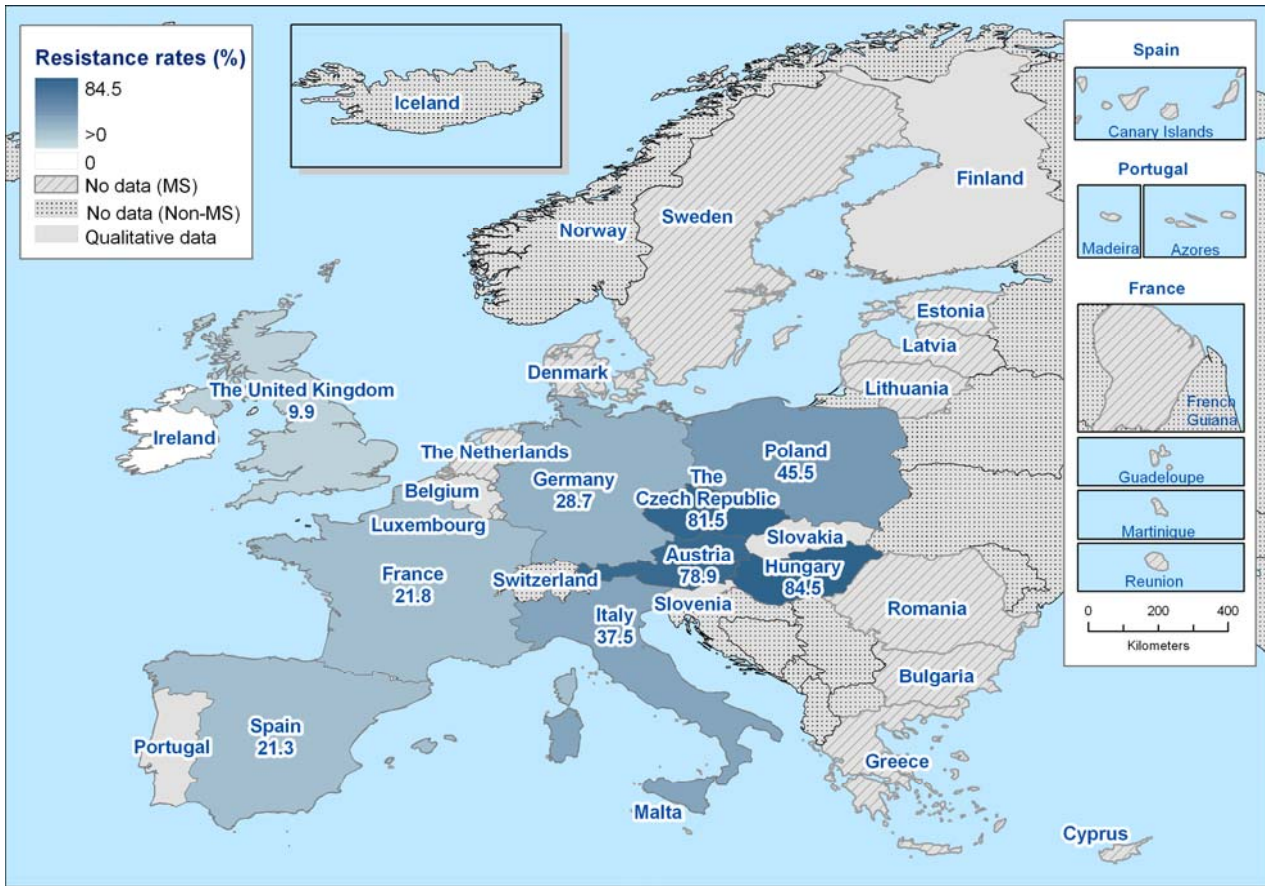 Resistance rates (%)
84.5
>0
0
No data (MS)
No data (Non-MS)
Qualitative data
Iceland
Finland
Sweden
Norway
Estonia
Latvia
Denmark
Lithuania
The United Kingdom
9.9
Ireland
The Netherlands
Poland
45.5
Germany
28.7
The
Czech Republic
81.5
Belgium
Luxembourg
Slovakia
Austria
78.9
Hungary
84.5
France
21.8
Switzerland
Slovenia
Romania
Italy
37.5
Bulgaria
Spain
21.3
Portugal
Greece
Malta
Cyprus
Spain
Canary Islands
Portugal
Madeira
Azores
France
French
Guiana
Guadeloupe
Martinique
Reunion
0 200 400
Kilometers